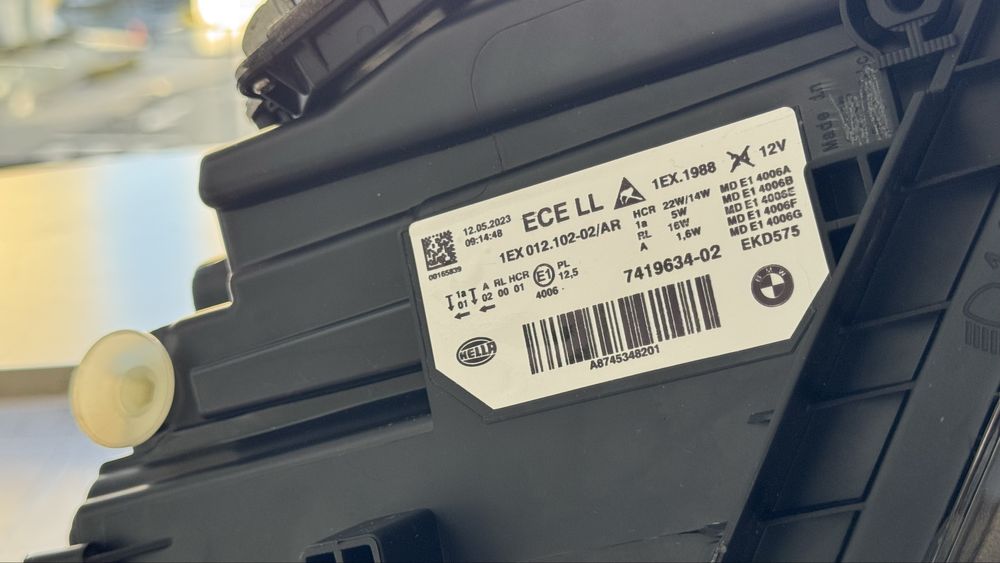 12.05.2023
09:14:48
00165839
ECE LL
1EX 012.102-02/AR
1EX.1988
12V
HCR 22W/14W
1a 5W
RL 16W
A 1,6W
MD E1 4006A
MD E1 4006B
MD E1 4006E
MD E1 4006F
MD E1 4006G
EKD575
1a A RL HCR
01 02 00 01
E1
PL
12,5
4006
7419634-02
BMW
HELLA
A8745348201
Made in